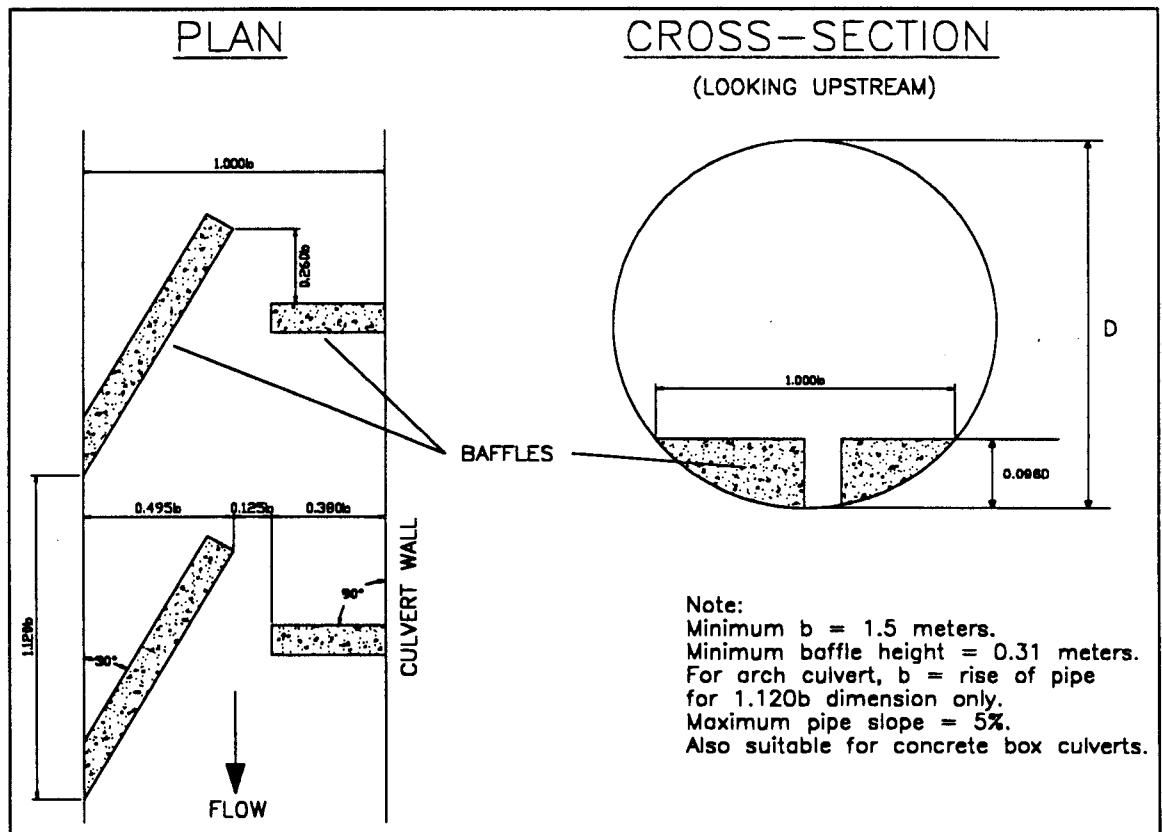 PLAN
CROSS-SECTION
(LOOKING UPSTREAM)
1.000b
0.260b
D
1.000b
BAFFLES
0.096D
0.495b
0.125b
0.380b
CULVERT WALL
90°
30°
FLOW
Note:
Minimum b = 1.5 meters.
Minimum baffle height = 0.31 meters.
For arch culvert, b = rise of pipe
for 1.120b dimension only.
Maximum pipe slope = 5%.
Also suitable for concrete box culverts.